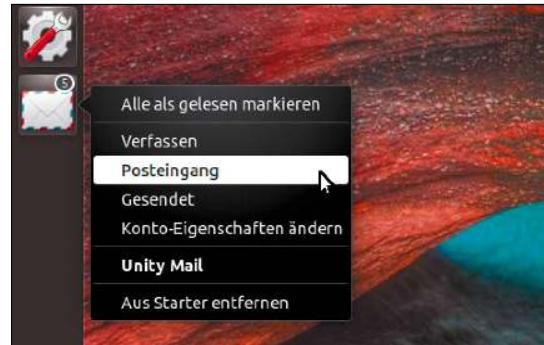 5
Alle als gelesen markieren
Verfassen
Posteingang
Gesendet
Konto-Eigenschaften ändern
Unity Mail
Aus Starter entfernen